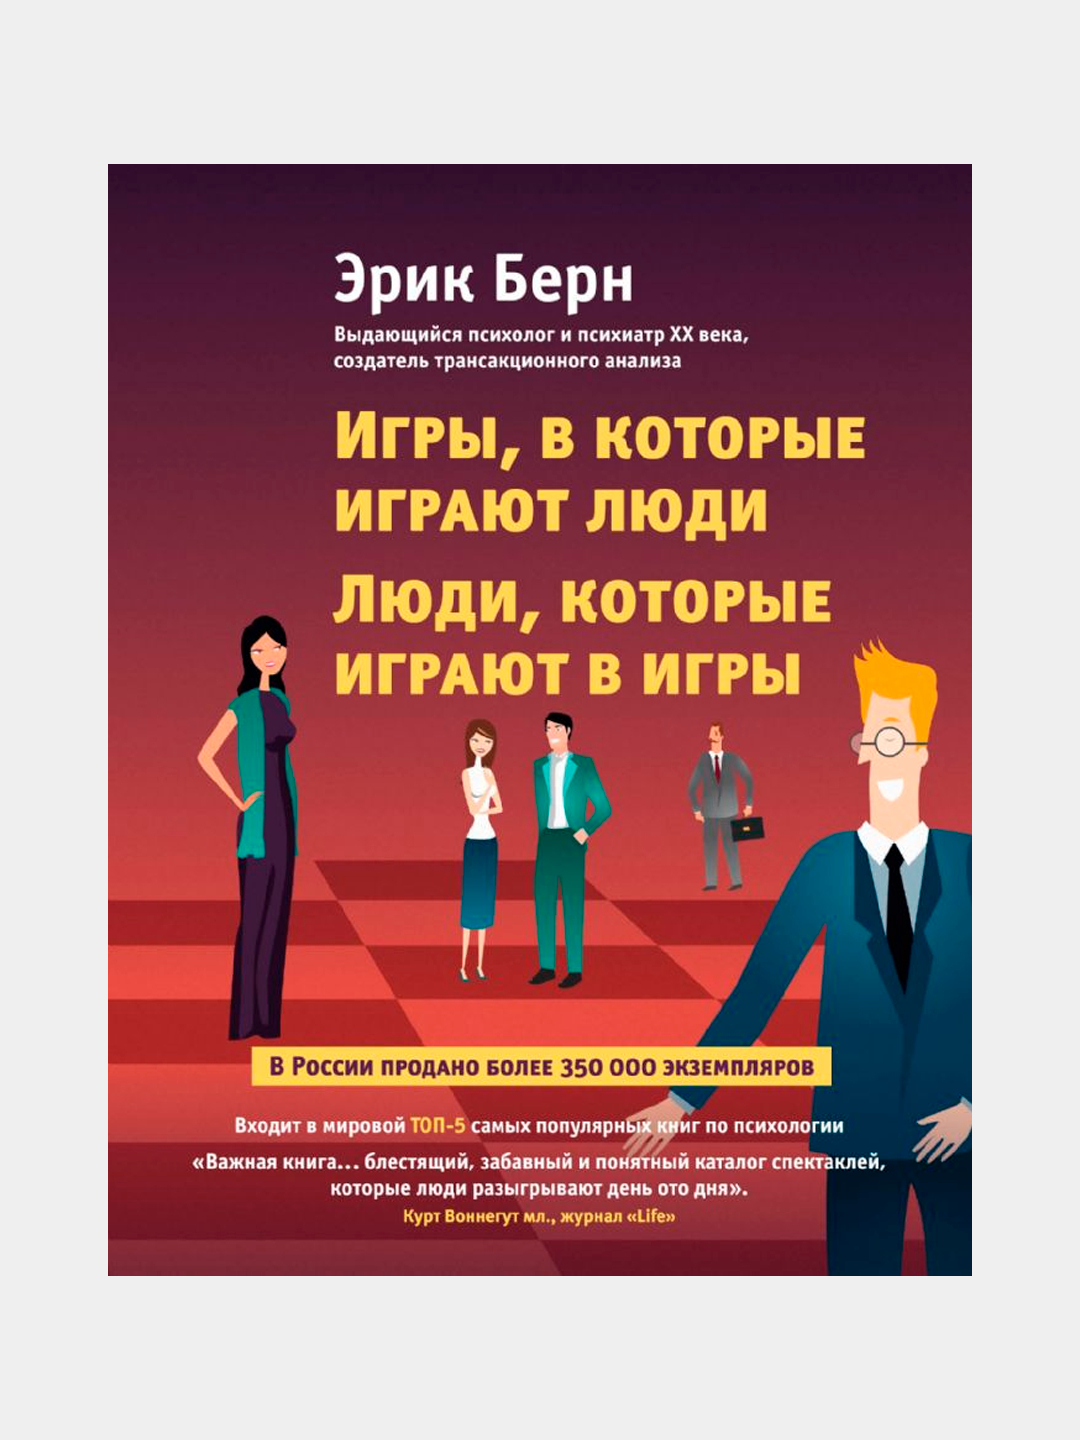 Эрик Берн
Выдающийся психолог и психиатр XX века,
создатель трансакционного анализа
Игры, в которые
играют люди
Люди, которые
играют в игры
В России продано более 350 000 экземпляров
Входит в мировой ТОП-5 самых популярных книг по психологии
«Важная книга... блестящий, забавный и понятный каталог спектаклей,
которые люди разыгрывают день ото дня».
Курт Воннегут мл., журнал «Life»